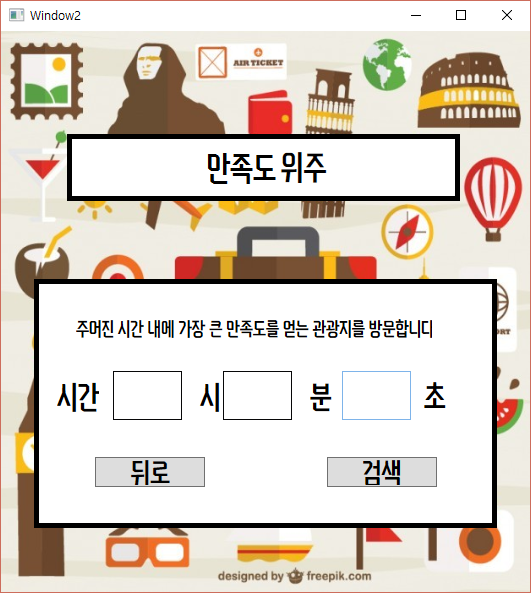 Window2
AIR TICKET
만족도 위주
주어진 시간 내에 가장 큰 만족도를 얻는 관광지를 방문합니다
시간 시 분 초
뒤로 검색
designed by freepik.com